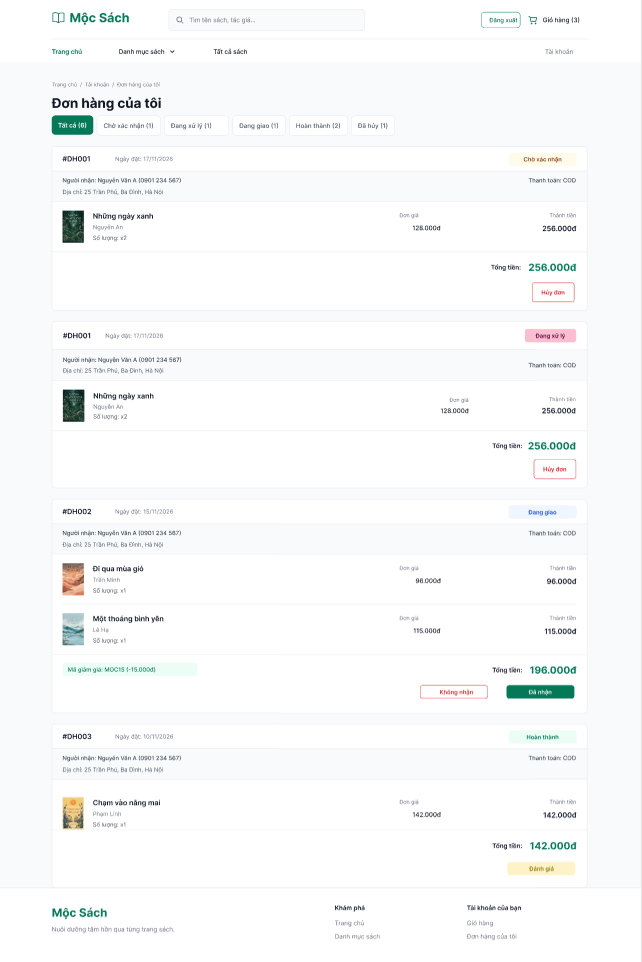 Mộc Sách
Tìm tên sách, tác giả...
Đăng xuất
Giỏ hàng (3)
Trang chủ
Danh mục sách
Tất cả sách
Tài khoản
Trang chủ / Tài khoản / Đơn hàng của tôi
Đơn hàng của tôi
Tất cả (6)
Chờ xác nhận (1)
Đang xử lý (1)
Đang giao (1)
Hoàn thành (2)
Đã hủy (1)
#DH001
Ngày đặt: 17/11/2026
Chờ xác nhận
Người nhận: Nguyễn Văn A (0901 234 567)
Thanh toán: COD
Địa chỉ: 25 Trần Phú, Ba Đình, Hà Nội
Những ngày xanh
Đơn giá
Thành tiền
Nguyễn An
128.000đ
256.000đ
Số lượng: x2
Tổng tiền: 256.000đ
Hủy đơn
#DH001
Ngày đặt: 17/11/2026
Đang xử lý
Người nhận: Nguyễn Văn A (0901 234 567)
Thanh toán: COD
Địa chỉ: 25 Trần Phú, Ba Đình, Hà Nội
Những ngày xanh
Đơn giá
Thành tiền
Nguyễn An
128.000đ
256.000đ
Số lượng: x2
Tổng tiền: 256.000đ
Hủy đơn
#DH002
Ngày đặt: 15/11/2026
Đang giao
Người nhận: Nguyễn Văn A (0901 234 567)
Thanh toán: COD
Địa chỉ: 25 Trần Phú, Ba Đình, Hà Nội
Đi qua mùa gió
Đơn giá
Thành tiền
Trần Minh
96.000đ
96.000đ
Số lượng: x1
Một thoáng bình yên
Đơn giá
Thành tiền
Lê Hạ
115.000đ
115.000đ
Số lượng: x1
Mã giảm giá: MOC15 (-15.000đ)
Tổng tiền: 196.000đ
Không nhận
Đã nhận
#DH003
Ngày đặt: 10/11/2026
Hoàn thành
Người nhận: Nguyễn Văn A (0901 234 567)
Thanh toán: COD
Địa chỉ: 25 Trần Phú, Ba Đình, Hà Nội
Chạm vào nắng mai
Đơn giá
Thành tiền
Phạm Linh
142.000đ
142.000đ
Số lượng: x1
Tổng tiền: 142.000đ
Đánh giá
Mộc Sách
Nuôi dưỡng tâm hồn qua từng trang sách.
Khám phá
Trang chủ
Danh mục sách
Tài khoản của bạn
Giỏ hàng
Đơn hàng của tôi